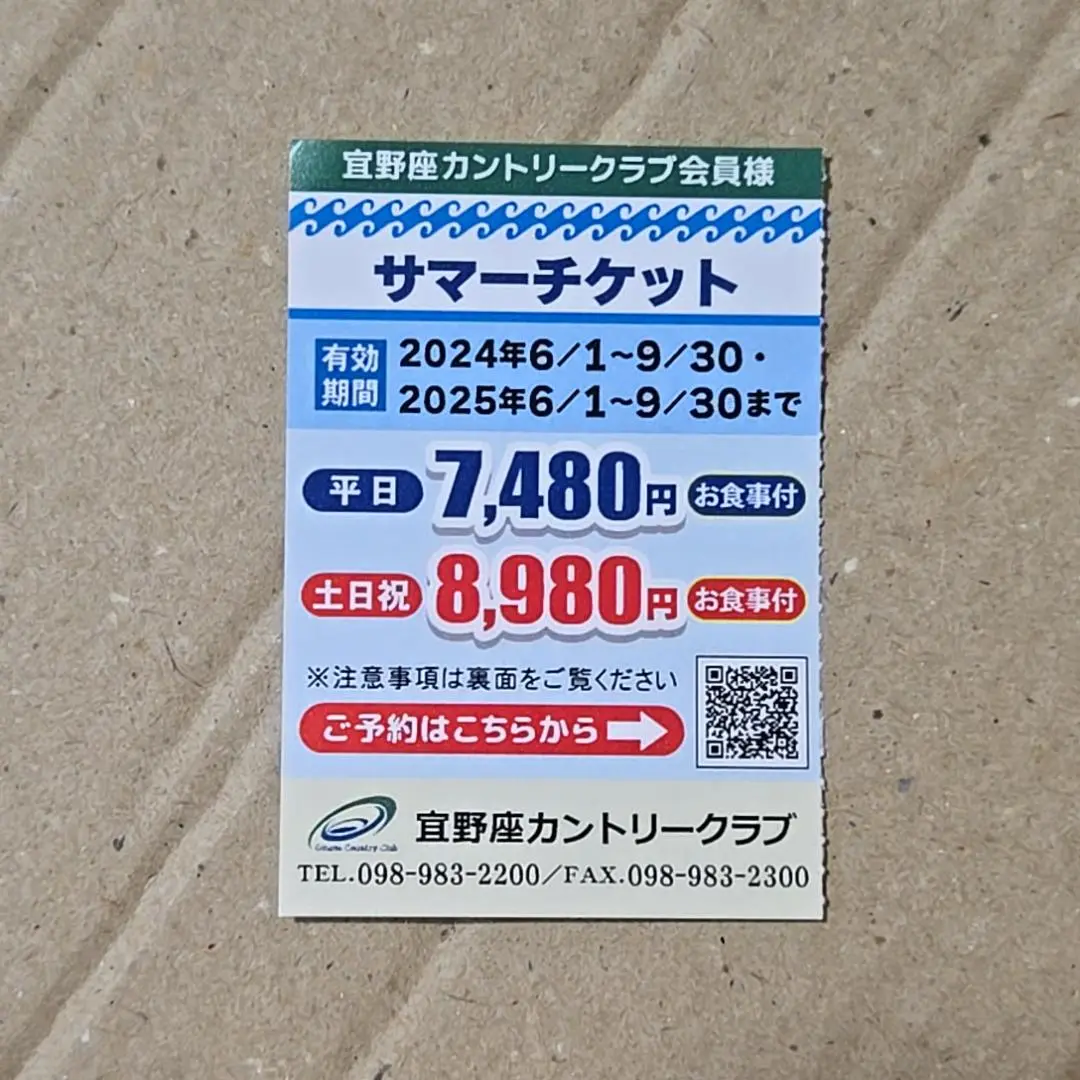 宜野座カントリークラブ会員様
サマーチケット
有効期間
2024年6/1~9/30・
2025年6/1~9/30まで
平日 7,480円 お食事付
土日祝 8,980円 お食事付
※注意事項は裏面をご覧ください
ご予約はこちらから
宜野座カントリークラブ
Country Club
TEL.098-983-2200/FAX.098-983-2300